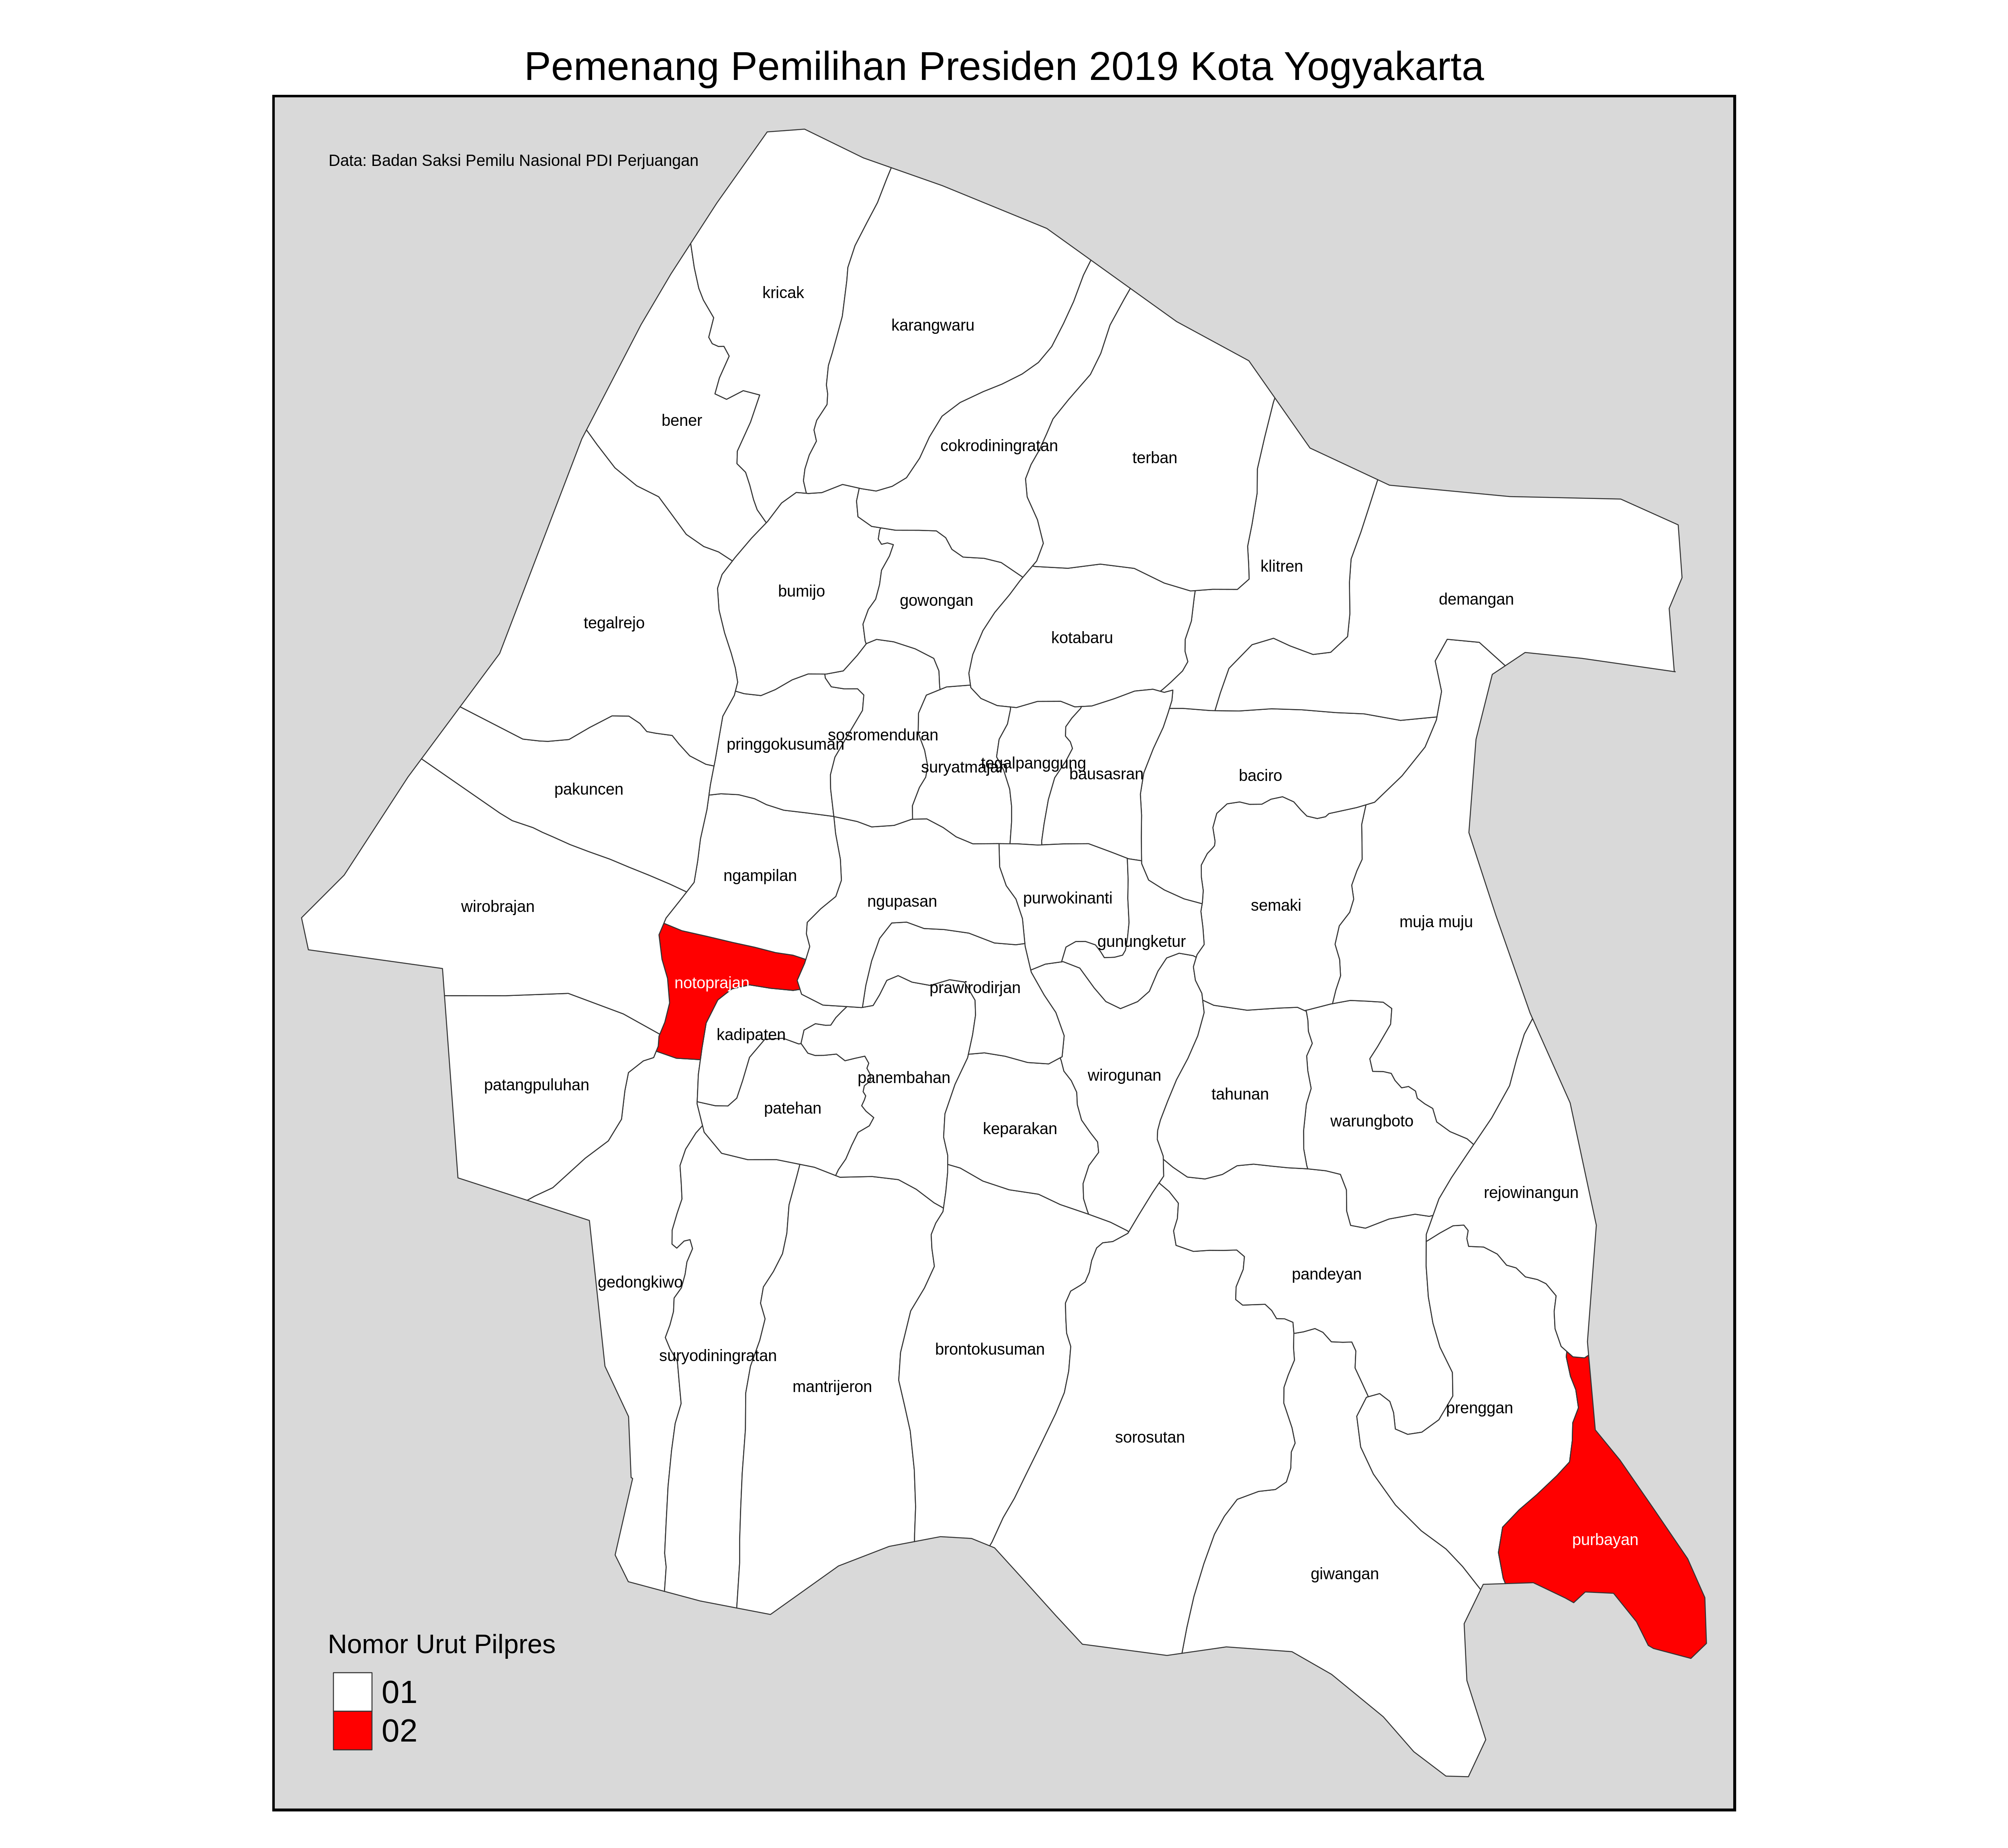 Pemenang Pemilihan Presiden 2019 Kota Yogyakarta
Data: Badan Saksi Pemilu Nasional PDI Perjuangan
kricak
karangwaru
bener
cokrodiningratan
terban
klitren
bumijo
gowongan
demangan
tegalrejo
kotabaru
sosromenduran
pringgokusuman
tegalpanggung
suryatmajan
bausasran
baciro
pakuncen
ngampilan
purwokinanti
ngupasan
semaki
wirobrajan
muja muju
gunungketur
notoprajan
prawirodirjan
kadipaten
wirogunan
panembahan
patangpuluhan
tahunan
patehan
warungboto
keparakan
rejowinangun
pandeyan
gedongkiwo
brontokusuman
suryodiningratan
mantrijeron
prenggan
sorosutan
purbayan
giwangan
Nomor Urut Pilpres
01
02